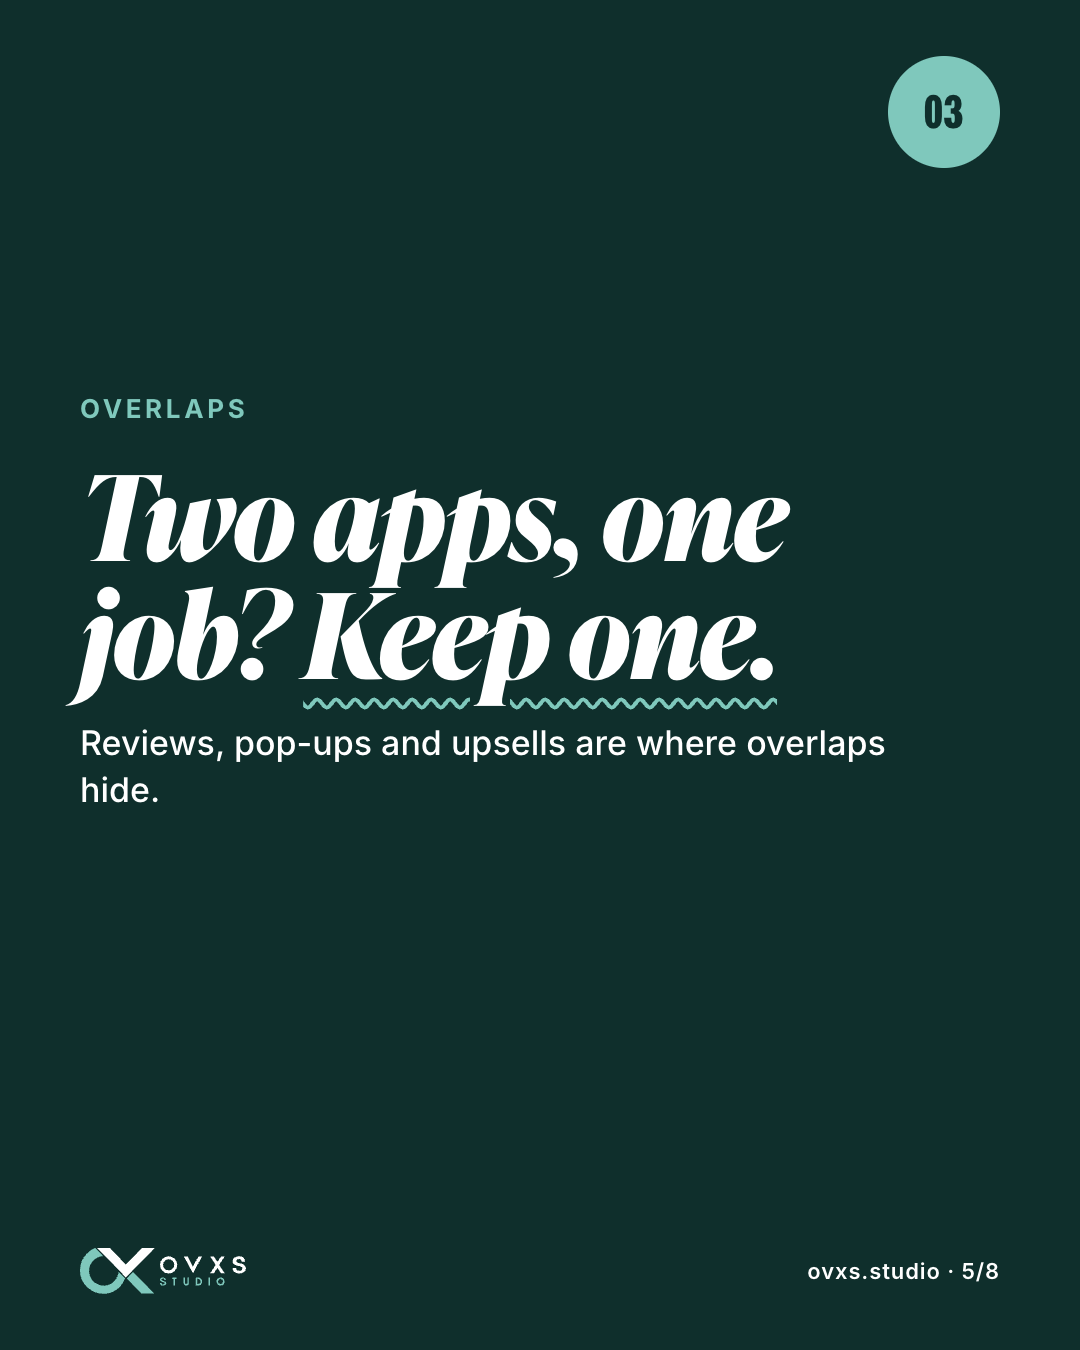 03
OVERLAPS
Two apps, one
job? Keep one.
Reviews, pop-ups and upsells are where overlaps
hide.
OVXS
STUDIO
ovxs.studio · 5/8